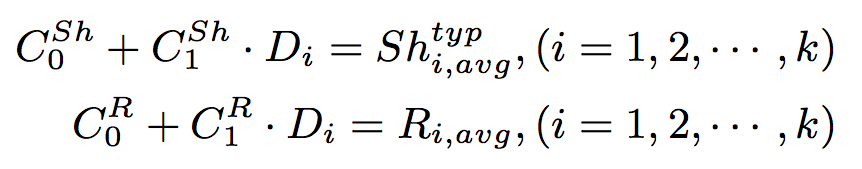 C_0^{Sh} + C_1^{Sh} · D_i = Sh_{i,avg}^{typ}, (i = 1, 2, ⋯ , k)
C_0^R + C_1^R · D_i = R_{i,avg}, (i = 1, 2, ⋯ , k)